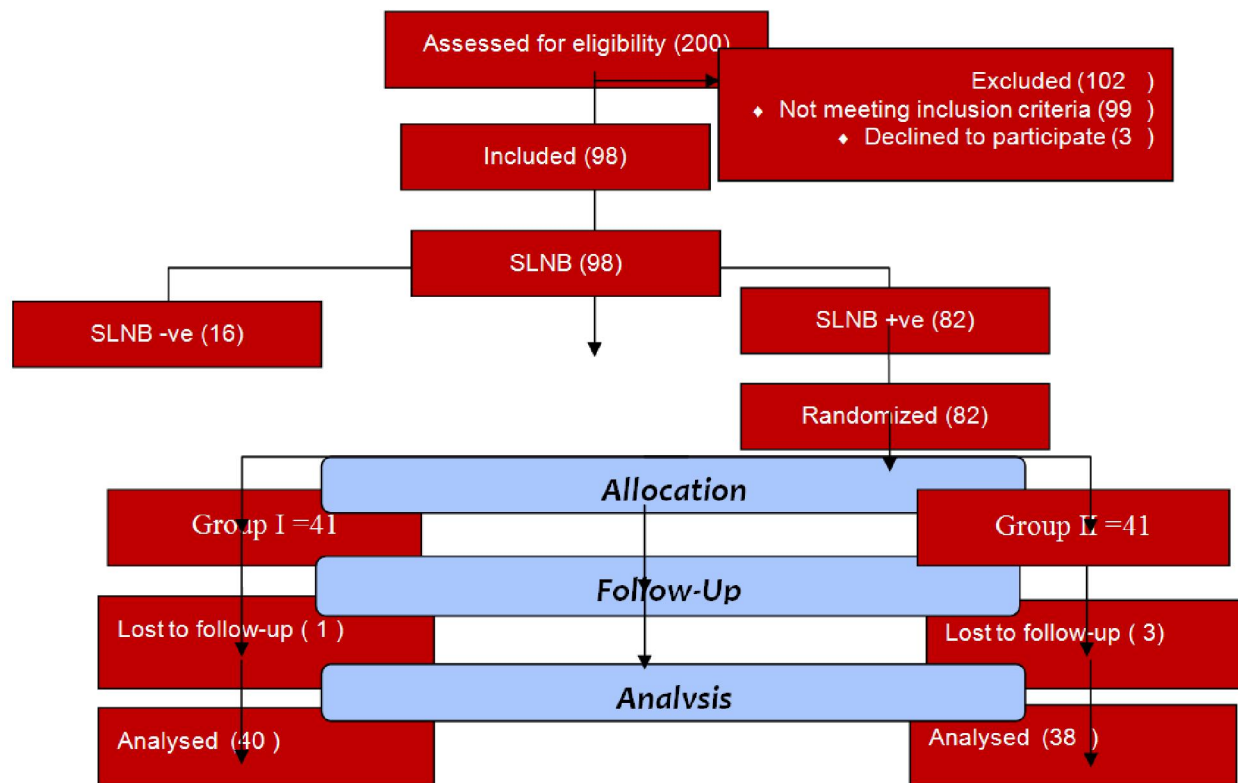 Assessed for eligibility (200)
Excluded (102 )
♦ Not meeting inclusion criteria (99 )
♦ Declined to participate (3 )
Included (98)
SLNB (98)
SLNB -ve (16)
SLNB +ve (82)
Randomized (82)
Allocation
Group I =41
Group II =41
Follow-Up
Lost to follow-up ( 1 )
Lost to follow-up ( 3)
Analysis
Analysed (40 )
Analysed (38 )